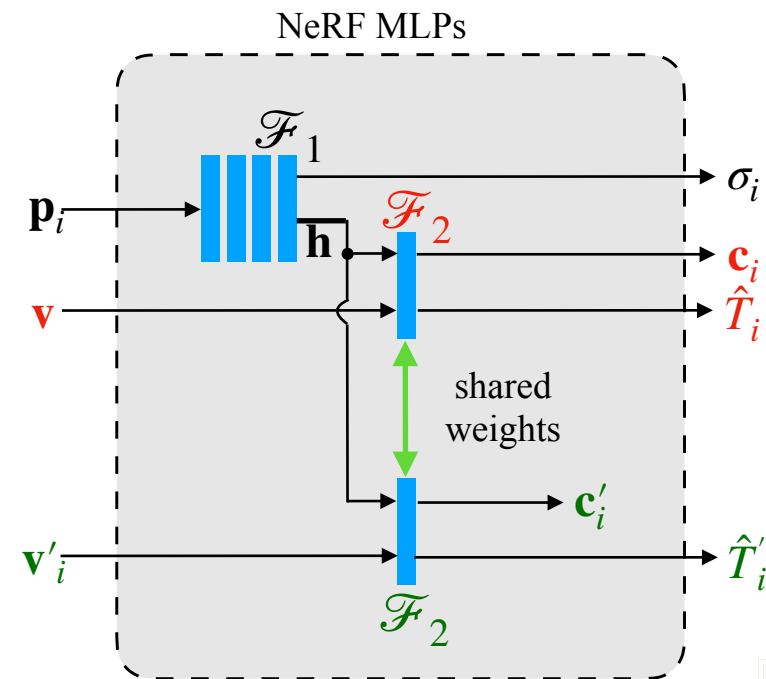 NeRF MLPs
ℱ₁
pᵢ
σᵢ
h
ℱ₂
cᵢ
v
T̂ᵢ
shared
weights
c′ᵢ
v′ᵢ
T̂′ᵢ
ℱ₂